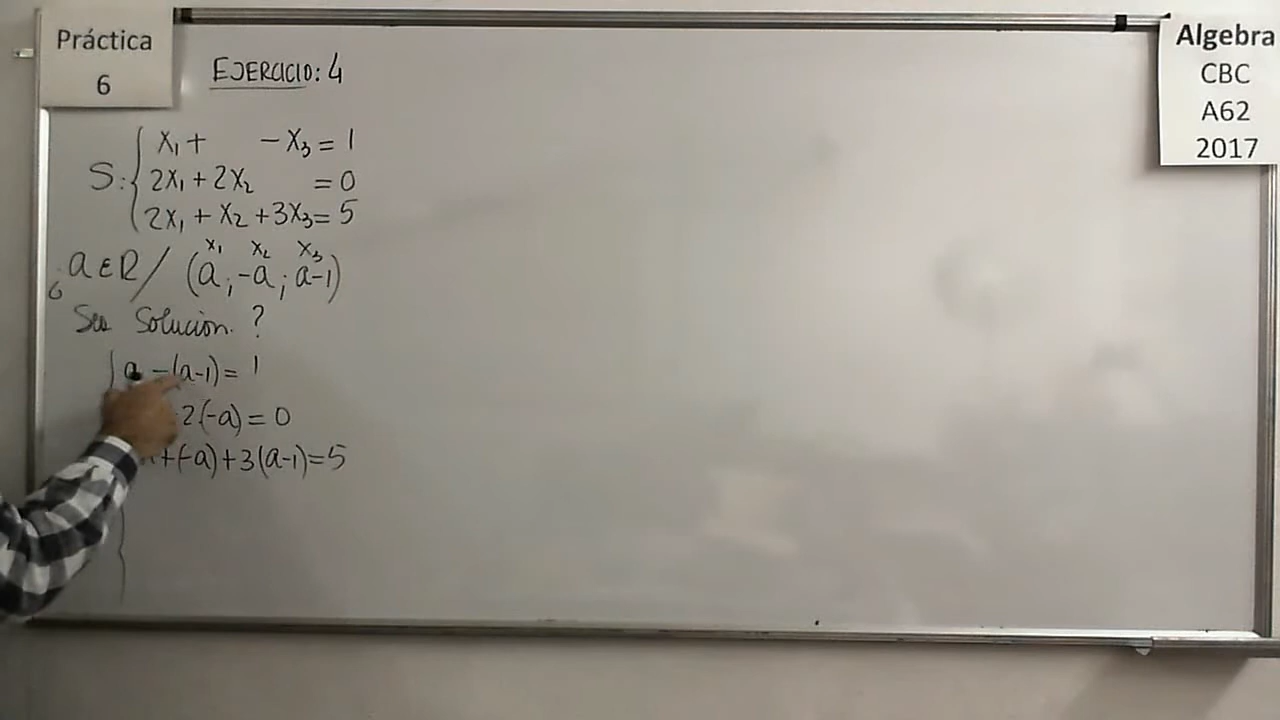 Práctica
6
EJERCICIO: 4
Algebra
CBC
A62
2017
S: { x₁ + - x₃ = 1
2x₁ + 2x₂ = 0
2x₁ + x₂ + 3x₃ = 5
¿ a ∈ R / (a ; -a ; a-1)
x₁ x₂ x₃
Sea Solución. ?
a - (a-1) = 1
2(-a) = 0
+(-a)+3(a-1)=5